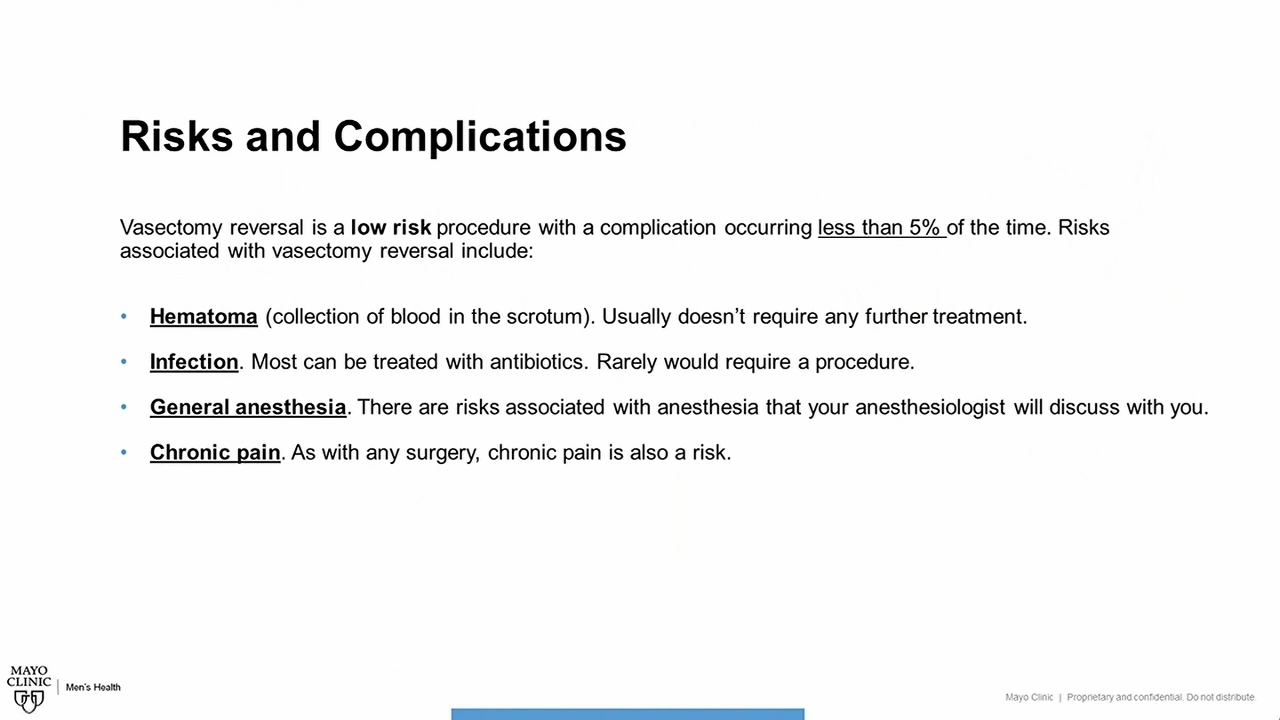 Risks and Complications
Vasectomy reversal is a low risk procedure with a complication occurring less than 5% of the time. Risks
associated with vasectomy reversal include:
• Hematoma (collection of blood in the scrotum). Usually doesn’t require any further treatment.
• Infection. Most can be treated with antibiotics. Rarely would require a procedure.
• General anesthesia. There are risks associated with anesthesia that your anesthesiologist will discuss with you.
• Chronic pain. As with any surgery, chronic pain is also a risk.
MAYO
CLINIC
Men's Health
Mayo Clinic | Proprietary and confidential. Do not distribute